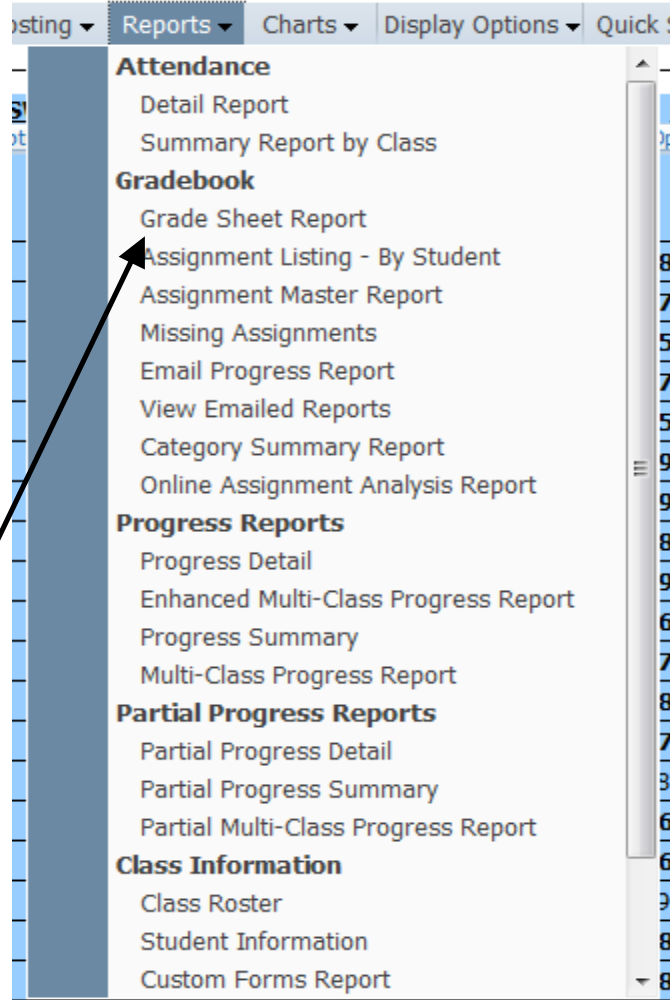 Reports Charts Display Options Quick
Attendance
Detail Report
Summary Report by Class
Gradebook
Grade Sheet Report
Assignment Listing - By Student
Assignment Master Report
Missing Assignments
Email Progress Report
View Emailed Reports
Category Summary Report
Online Assignment Analysis Report
Progress Reports
Progress Detail
Enhanced Multi-Class Progress Report
Progress Summary
Multi-Class Progress Report
Partial Progress Reports
Partial Progress Detail
Partial Progress Summary
Partial Multi-Class Progress Report
Class Information
Class Roster
Student Information
Custom Forms Report